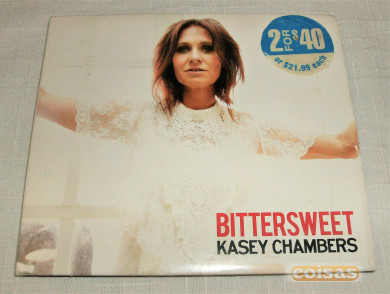 2 FOR $40
or $21.99 each
BITTERSWEET
KASEY CHAMBERS
coisas